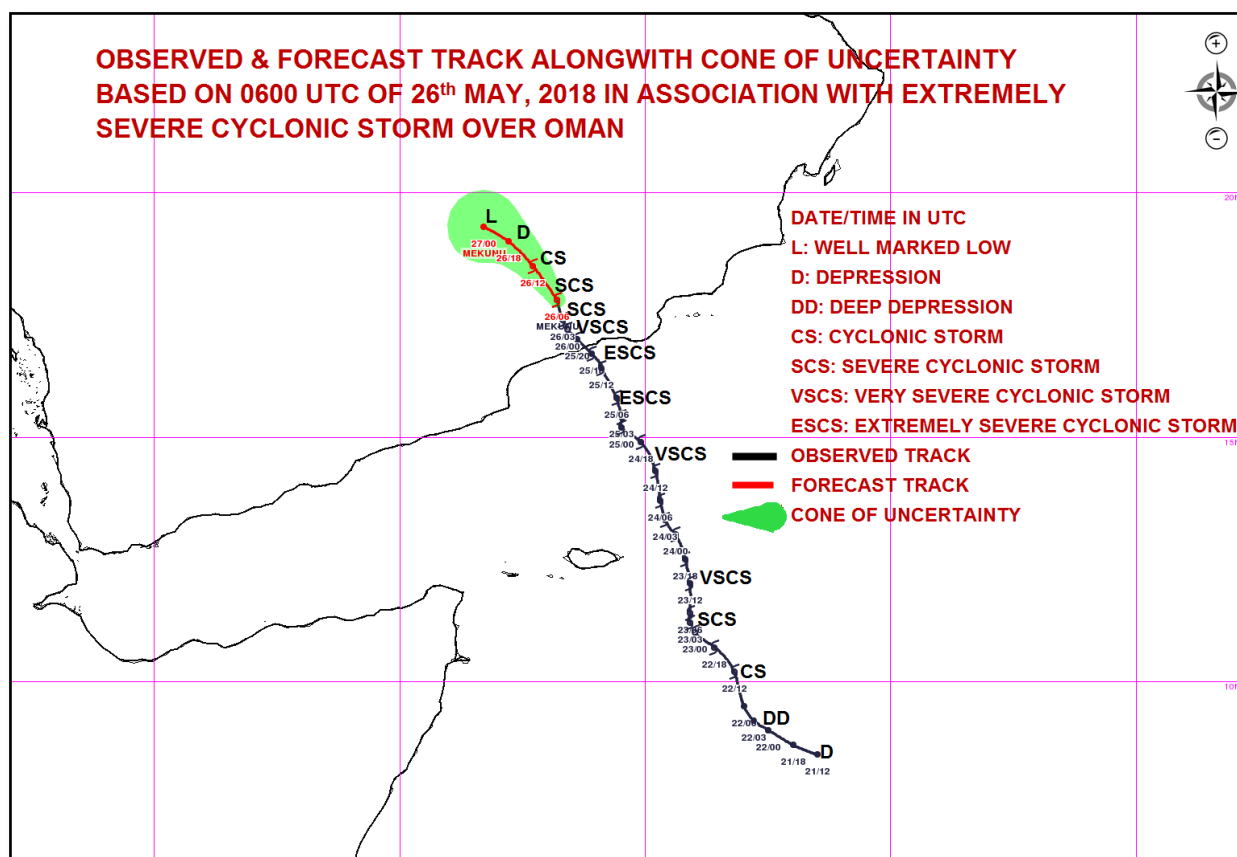 OBSERVED & FORECAST TRACK ALONGWITH CONE OF UNCERTAINTY
BASED ON 0600 UTC OF 26th MAY, 2018 IN ASSOCIATION WITH EXTREMELY
SEVERE CYCLONIC STORM OVER OMAN
DATE/TIME IN UTC
L: WELL MARKED LOW
D: DEPRESSION
DD: DEEP DEPRESSION
CS: CYCLONIC STORM
SCS: SEVERE CYCLONIC STORM
VSCS: VERY SEVERE CYCLONIC STORM
ESCS: EXTREMELY SEVERE CYCLONIC STORM
OBSERVED TRACK
FORECAST TRACK
CONE OF UNCERTAINTY
L
27/00
MEKUNU
D
26/18
CS
26/12
SCS
26/06
MEKUNU
SCS
26/03
VSCS
26/00
25/20
ESCS
25/12
ESCS
25/06
25/03
25/00
24/18
VSCS
24/12
24/06
24/03
24/00
23/18
VSCS
23/12
SCS
23/03
23/00
22/18
CS
22/12
DD
22/03
22/00
21/18
D
21/12
15N